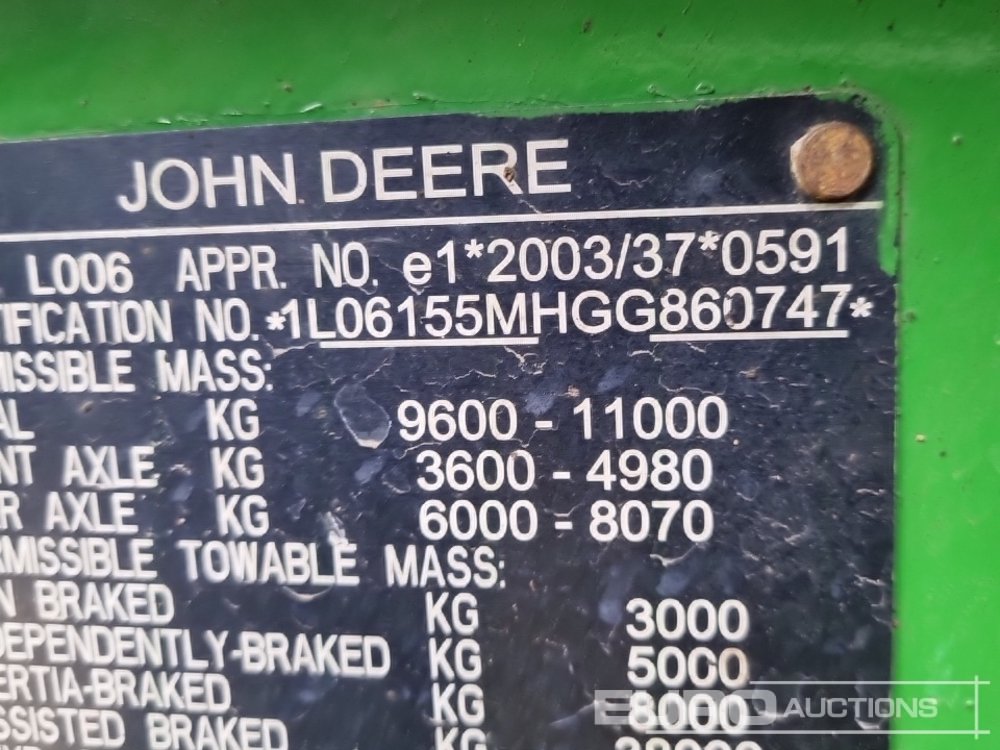 JOHN DEERE
L006 APPR. NO. e1*2003/37*0591
TIFICATION NO. *1L06155MHGG860747*
MISSIBLE MASS:
AL KG 9600 - 11000
NT AXLE KG 3600 - 4980
R AXLE KG 6000 - 8070
RMISSIBLE TOWABLE MASS:
N BRAKED KG 3000
DEPENDENTLY-BRAKED KG 5000
ERTIA-BRAKED KG 8000
SSISTED BRAKED KG 38000
EURO AUCTIONS